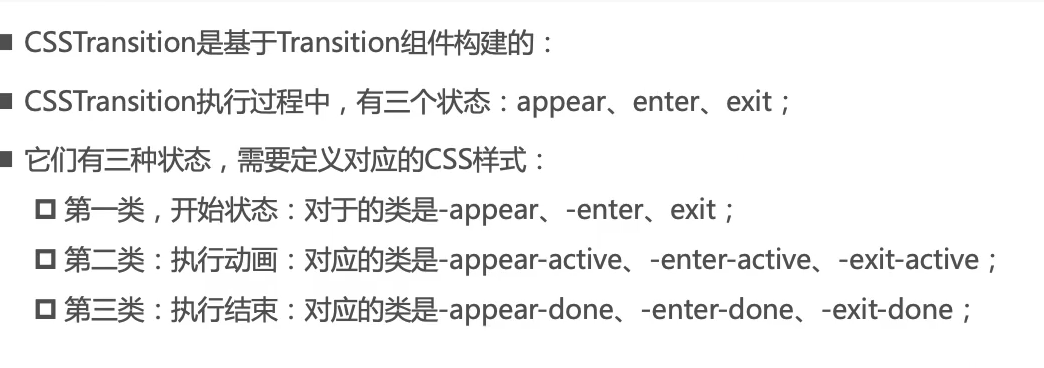 CSSTransition是基于Transition组件构建的：
CSSTransition执行过程中，有三个状态：appear、enter、exit；
它们有三种状态，需要定义对应的CSS样式：
第一类，开始状态：对于的类是-appear、-enter、exit；
第二类：执行动画：对应的类是-appear-active、-enter-active、-exit-active；
第三类：执行结束：对应的类是-appear-done、-enter-done、-exit-done；